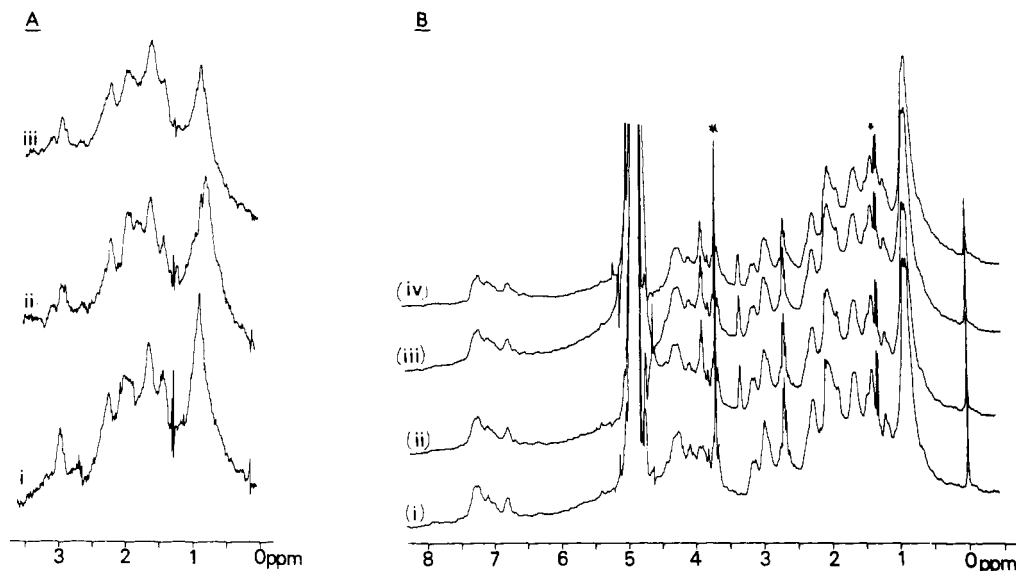 A
iii
ii
i
3 2 1 0ppm
B
* *
(iv)
(iii)
(ii)
(i)
8 7 6 5 4 3 2 1 0ppm